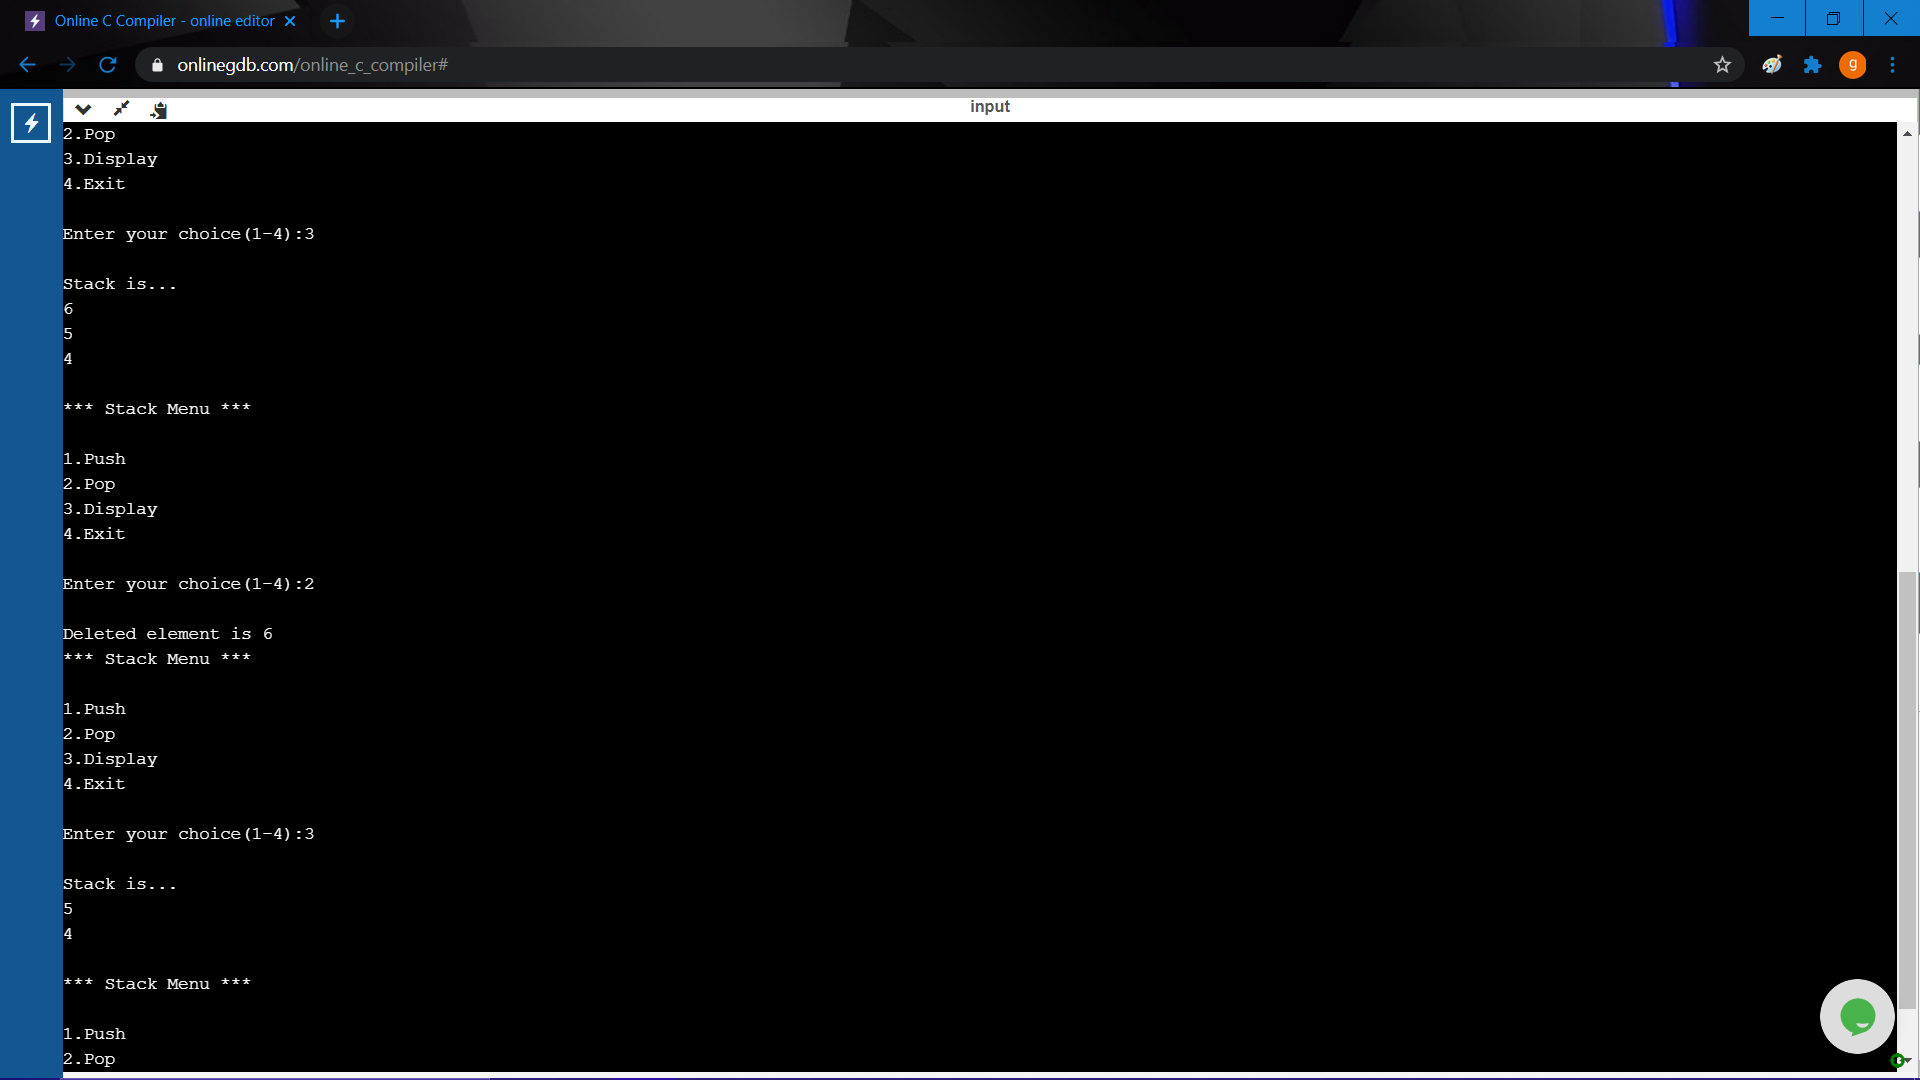 Online C Compiler - online editor
onlinegdb.com/online_c_compiler#
g
input
2.Pop
3.Display
4.Exit
Enter your choice(1-4):3
Stack is...
6
5
4
*** Stack Menu ***
1.Push
2.Pop
3.Display
4.Exit
Enter your choice(1-4):2
Deleted element is 6
*** Stack Menu ***
1.Push
2.Pop
3.Display
4.Exit
Enter your choice(1-4):3
Stack is...
5
4
*** Stack Menu ***
1.Push
2.Pop